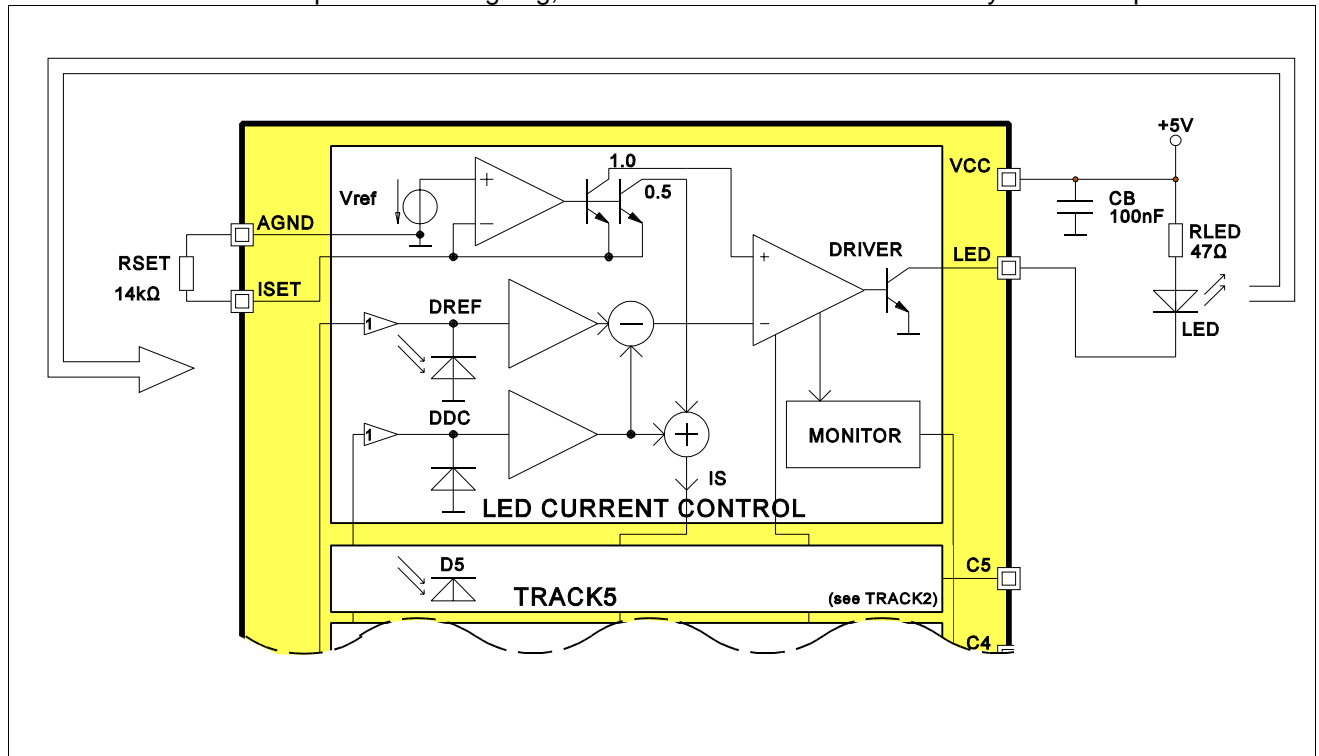 Vref
1.0
0.5
+
−
AGND
RSET
14kΩ
ISET
DREF
1
−
DDC
1
+
IS
+
−
DRIVER
MONITOR
LED CURRENT CONTROL
VCC
LED
+5V
CB
100nF
RLED
47Ω
LED
D5
TRACK5
(see TRACK2)
C5
C4